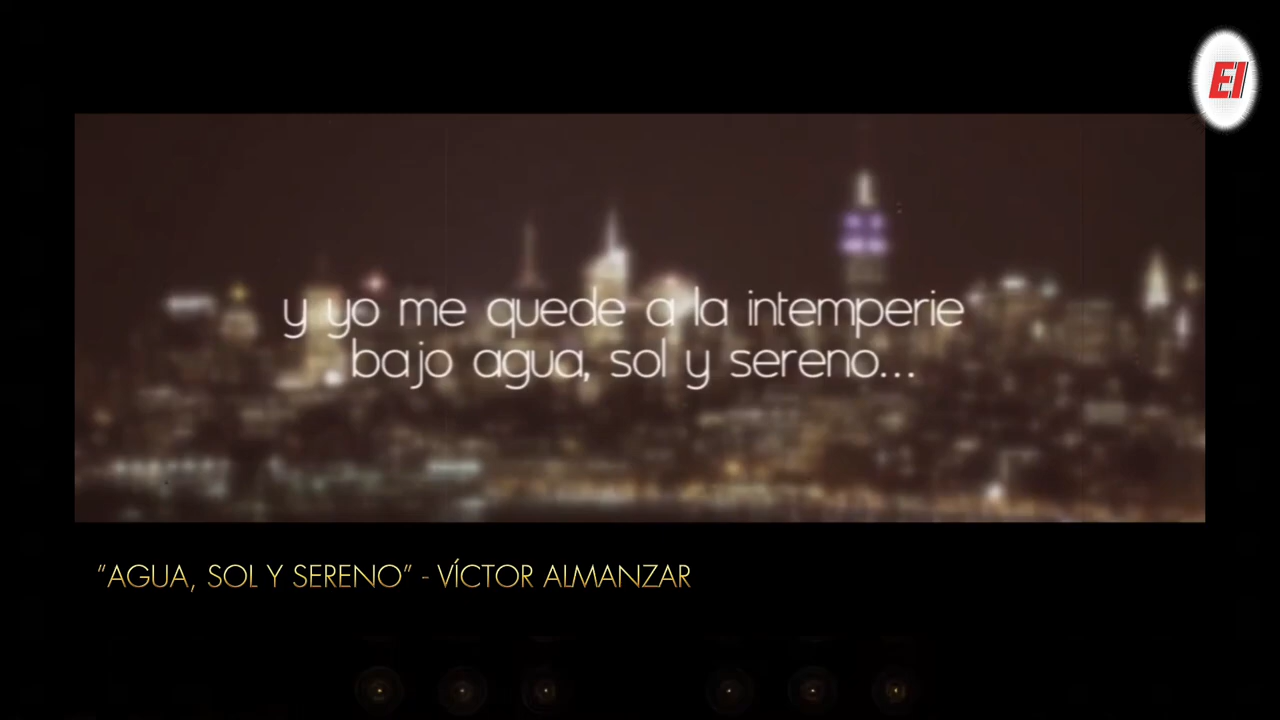 EI
y yo me quede a la intemperie
bajo agua, sol y sereno...
“AGUA, SOL Y SERENO” - VÍCTOR ALMANZAR